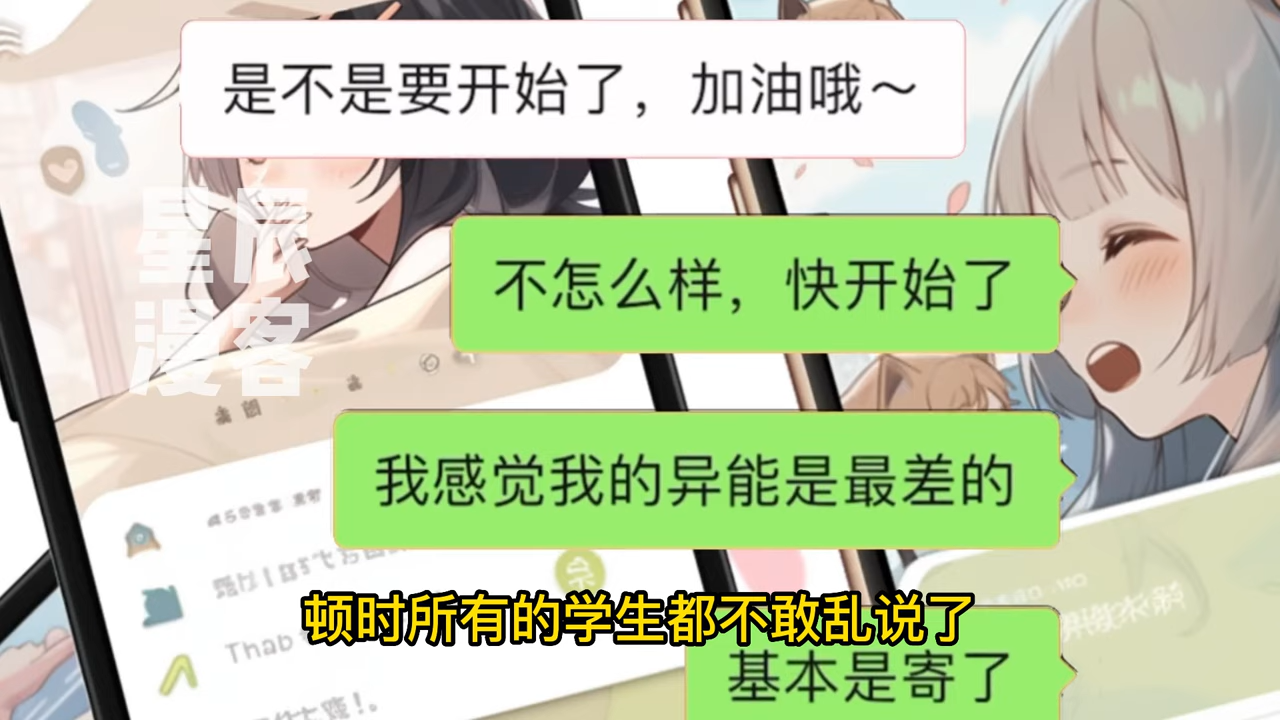 是不是要开始了，加油哦～
不怎么样，快开始了
星旅
漫客
我感觉我的异能是最差的
顿时所有的学生都不敢乱说了
基本是寄了